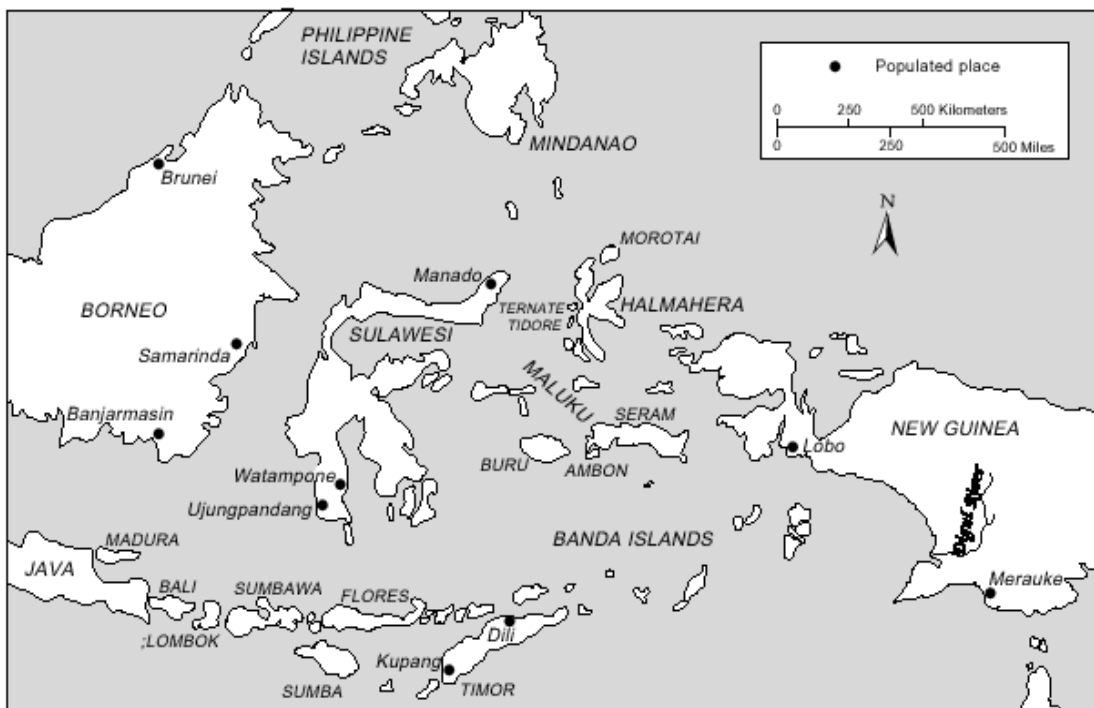 PHILIPPINE
ISLANDS
Populated place
0 250 500 Kilometers
0 250 500 Miles
MINDANAO
Brunei
N
MOROTAI
Manado
HALMAHERA
TERNATE
TIDORE
BORNEO
SULAWESI
Samarinda
MALUKU
Banjarmasin
SERAM
NEW GUINEA
Lobo
BURU
AMBON
Watampone
Ujungpandang
Digul River
BANDA ISLANDS
MADURA
JAVA
BALI
SUMBAWA
FLORES
Merauke
;LOMBOK
Dili
Kupang
SUMBA
TIMOR